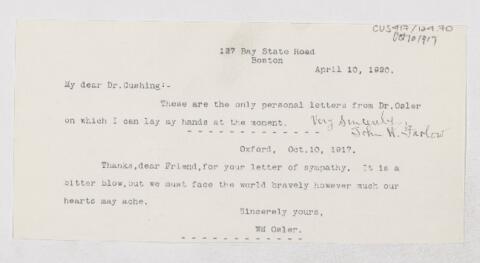 CUS417/124.70
Oct 10 1917
127 Bay State Road
Boston
April 10, 1920.
My dear Dr.Cushing:-
These are the only personal letters from Dr.Osler
on which I can lay my hands at the moment. Very Sincerely,
John W. Farlow
Oxford, Oct.10, 1917.
Thanks,dear Friend,for your letter of sympathy. It is a
bitter blow,but we must face the world bravely however much our
hearts may ache.
Sincerely yours,
WM Osler.